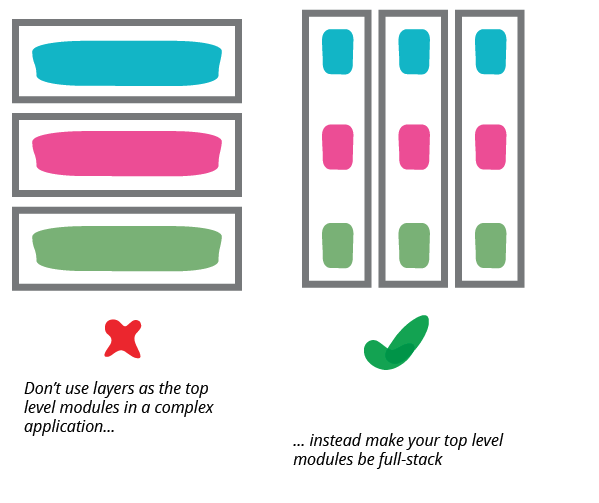 Don’t use layers as the top
level modules in a complex
application...
... instead make your top level
modules be full-stack